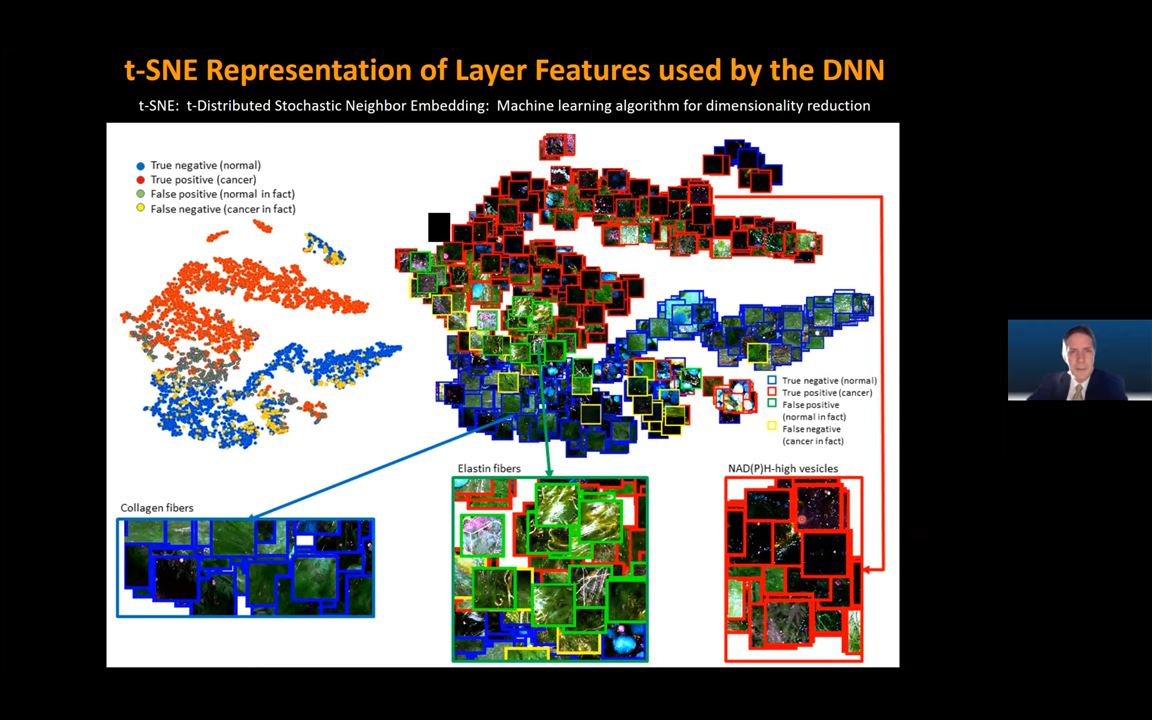 t-SNE Representation of Layer Features used by the DNN
t-SNE: t-Distributed Stochastic Neighbor Embedding: Machine learning algorithm for dimensionality reduction
True negative (normal)
True positive (cancer)
False positive (normal in fact)
False negative (cancer in fact)
True negative (normal)
True positive (cancer)
False positive
(normal in fact)
False negative
(cancer in fact)
Collagen fibers
Elastin fibers
NAD(P)H-high vesicles